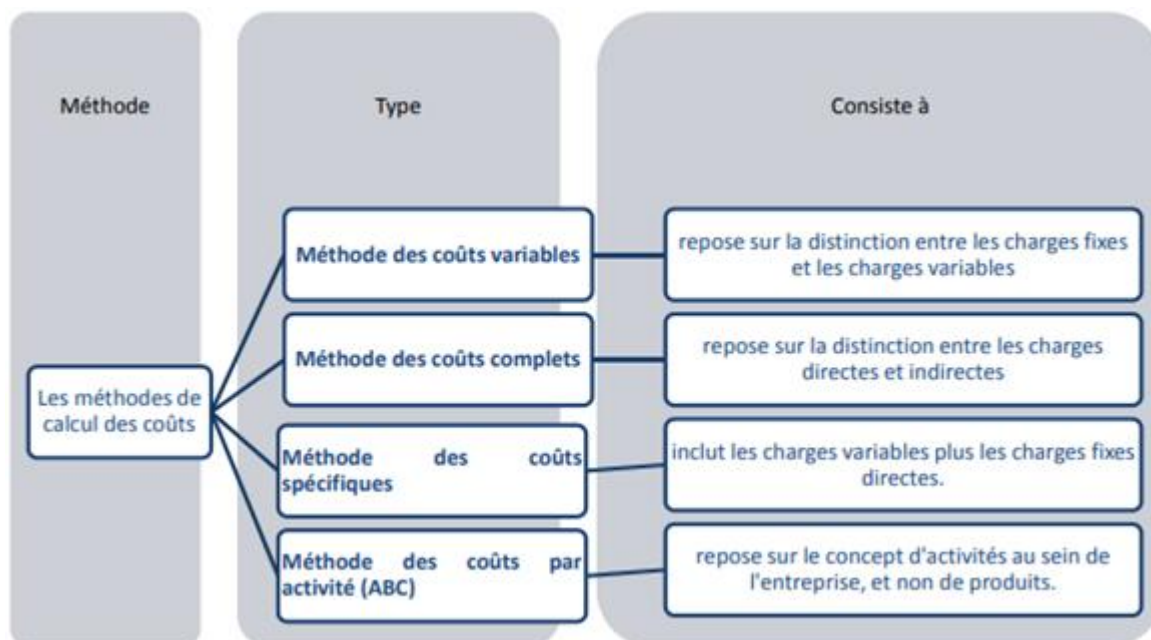 Méthode
Type
Consiste à
Méthode des coûts variables
repose sur la distinction entre les charges fixes
et les charges variables
Méthode des coûts complets
repose sur la distinction entre les charges
directes et indirectes
Les méthodes de
calcul des coûts
Méthode des coûts
spécifiques
inclut les charges variables plus les charges fixes
directes.
Méthode des coûts par
activité (ABC)
repose sur le concept d'activités au sein de
l'entreprise, et non de produits.